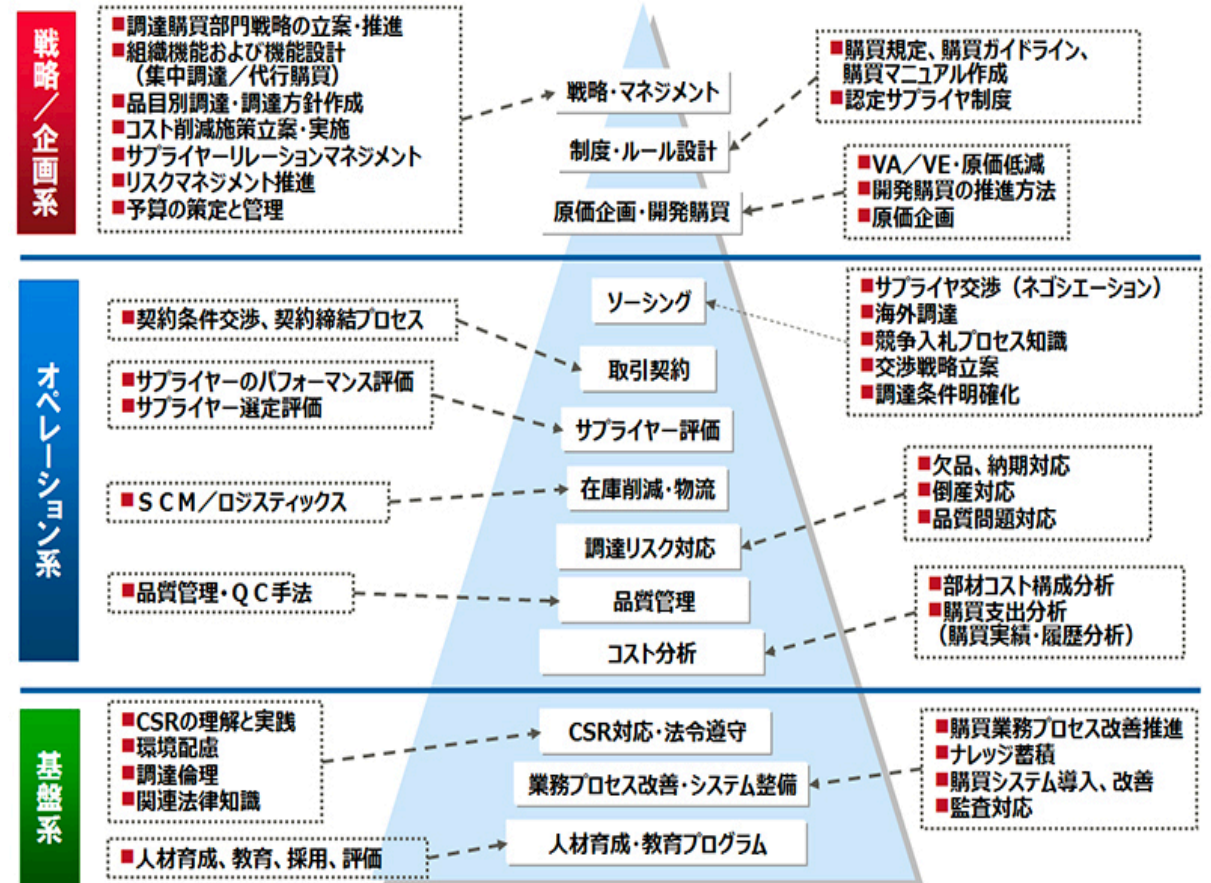 戦略／企画系
■調達購買部門戦略の立案・推進
■組織機能および機能設計
（集中調達／代行購買）
■品目別調達・調達方針作成
■コスト削減施策立案・実施
■サプライヤーリレーションマネジメント
■リスクマネジメント推進
■予算の策定と管理
戦略・マネジメント
制度・ルール設計
原価企画・開発購買
■購買規定、購買ガイドライン、
購買マニュアル作成
■認定サプライヤ制度
■VA／VE・原価低減
■開発購買の推進方法
■原価企画
オペレーション系
■契約条件交渉、契約締結プロセス
■サプライヤーのパフォーマンス評価
■サプライヤー選定評価
■ＳＣＭ／ロジスティックス
■品質管理・ＱＣ手法
ソーシング
取引契約
サプライヤー評価
在庫削減・物流
調達リスク対応
品質管理
コスト分析
■サプライヤ交渉（ネゴシエーション）
■海外調達
■競争入札プロセス知識
■交渉戦略立案
■調達条件明確化
■欠品、納期対応
■倒産対応
■品質問題対応
■部材コスト構成分析
■購買支出分析
（購買実績・履歴分析）
基盤系
■CSRの理解と実践
■環境配慮
■調達倫理
■関連法律知識
■人材育成、教育、採用、評価
CSR対応・法令遵守
業務プロセス改善・システム整備
人材育成・教育プログラム
■購買業務プロセス改善推進
■ナレッジ蓄積
■購買システム導入、改善
■監査対応